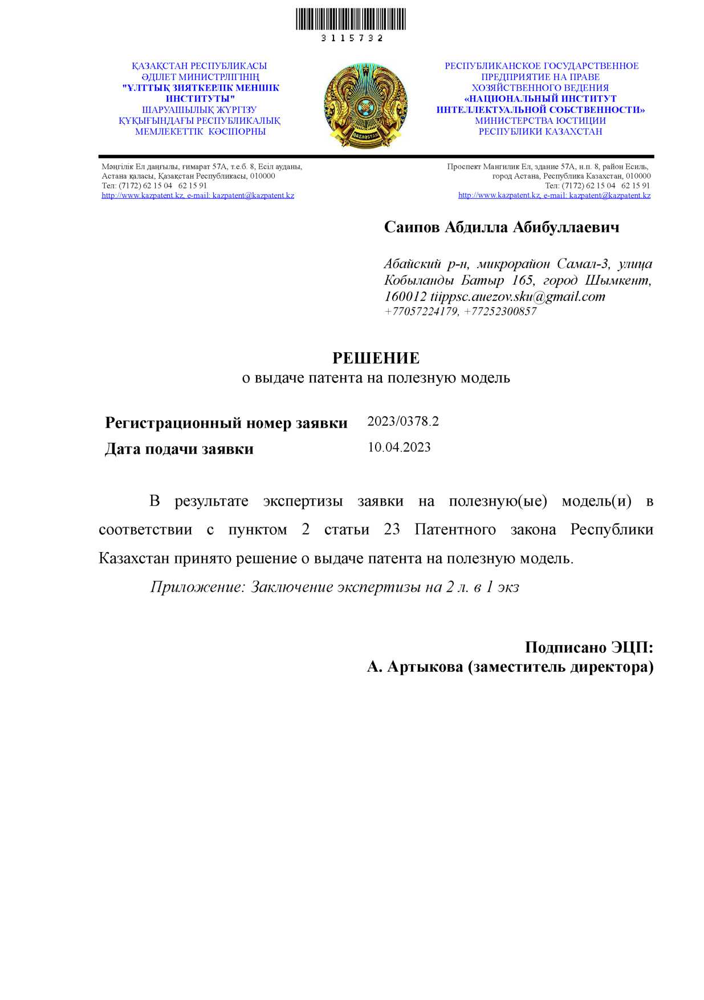 3115732
ҚАЗАҚСТАН РЕСПУБЛИКАСЫ
ӘДІЛЕТ МИНИСТРЛІГІНІҢ
"ҰЛТТЫҚ ЗИЯТКЕРЛІК МЕНШІК
ИНСТИТУТЫ"
ШАРУАШЫЛЫҚ ЖҮРГІЗУ
ҚҰҚЫҒЫНДАҒЫ РЕСПУБЛИКАЛЫҚ
МЕМЛЕКЕТТІК КӘСІПОРНЫ
QAZAQSTAN
РЕСПУБЛИКАНСКОЕ ГОСУДАРСТВЕННОЕ
ПРЕДПРИЯТИЕ НА ПРАВЕ
ХОЗЯЙСТВЕННОГО ВЕДЕНИЯ
«НАЦИОНАЛЬНЫЙ ИНСТИТУТ
ИНТЕЛЛЕКТУАЛЬНОЙ СОБСТВЕННОСТИ»
МИНИСТЕРСТВА ЮСТИЦИИ
РЕСПУБЛИКИ КАЗАХСТАН
Мәңгілік Ел даңғылы, ғимарат 57А, т.е.б. 8, Есіл ауданы,
Астана қаласы, Қазақстан Республикасы, 010000
Тел: (7172) 62 15 04 62 15 91
http://www.kazpatent.kz, e-mail: kazpatent@kazpatent.kz
Проспект Мангилик Ел, здание 57А, н.п. 8, район Есиль,
город Астана, Республика Казахстан, 010000
Тел: (7172) 62 15 04 62 15 91
http://www.kazpatent.kz, e-mail: kazpatent@kazpatent.kz
Саипов Абдилла Абибуллаевич
Абайский р-н, микрорайон Самал-3, улица
Кобыланды Батыр 165, город Шымкент,
160012 tiippsc.auezov.sku@gmail.com
+77057224179, +77252300857
РЕШЕНИЕ
о выдаче патента на полезную модель
Регистрационный номер заявки 2023/0378.2
Дата подачи заявки 10.04.2023
В результате экспертизы заявки на полезную(ые) модель(и) в
соответствии с пунктом 2 статьи 23 Патентного закона Республики
Казахстан принято решение о выдаче патента на полезную модель.
Приложение: Заключение экспертизы на 2 л. в 1 экз
Подписано ЭЦП:
А. Артыкова (заместитель директора)